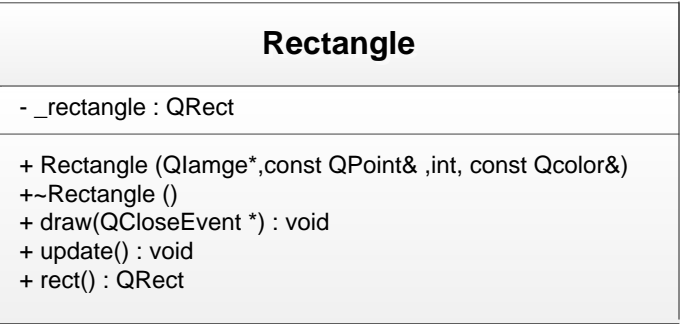 Rectangle
- _rectangle : QRect
+ Rectangle (QIamge*,const QPoint& ,int, const Qcolor&)
+~Rectangle ()
+ draw(QCloseEvent *) : void
+ update() : void
+ rect() : QRect